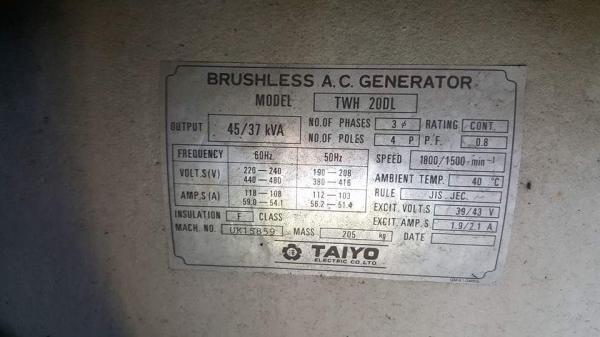 BRUSHLESS A.C. GENERATOR
MODEL TWH 20DL
OUTPUT 45/37 kVA
NO.OF PHASES 3φ RATING CONT.
NO.OF POLES 4 P P.F. 0.8
FREQUENCY 60Hz 50Hz
SPEED 1800/1500 min⁻¹
VOLT.S(V) 220—240 190—208
440—480 380—416
AMBIENT TEMP. 40 °C
AMP.S(A) 118—108 112—103
59.0—54.1 56.2—51.4
RULE JIS JEC.
EXCIT.VOLT.S 39/43 V
INSULATION F CLASS
EXCIT.AMP.S 1.9/2.1 A
MACH. NO. UK15859 MASS 205 kg DATE
TAIYO
ELECTRIC CO.,LTD.